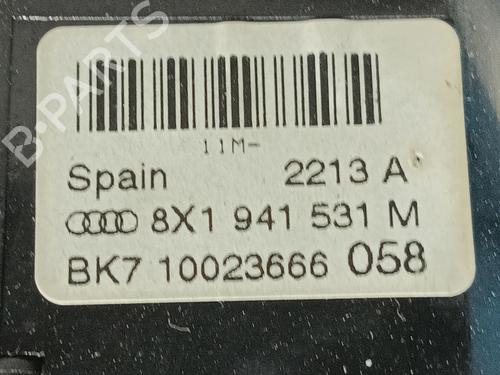 B-PARTS
11M-
Spain 2213 A
8X1 941 531 M
BK7 10023666 058